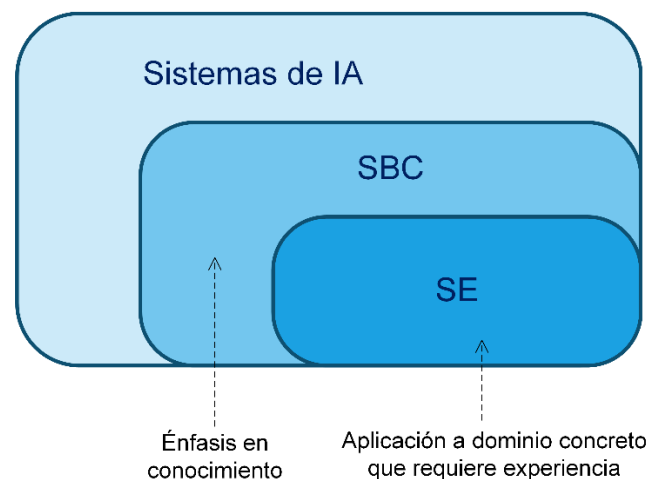 Sistemas de IA
SBC
SE
Énfasis en
conocimiento
Aplicación a dominio concreto
que requiere experiencia